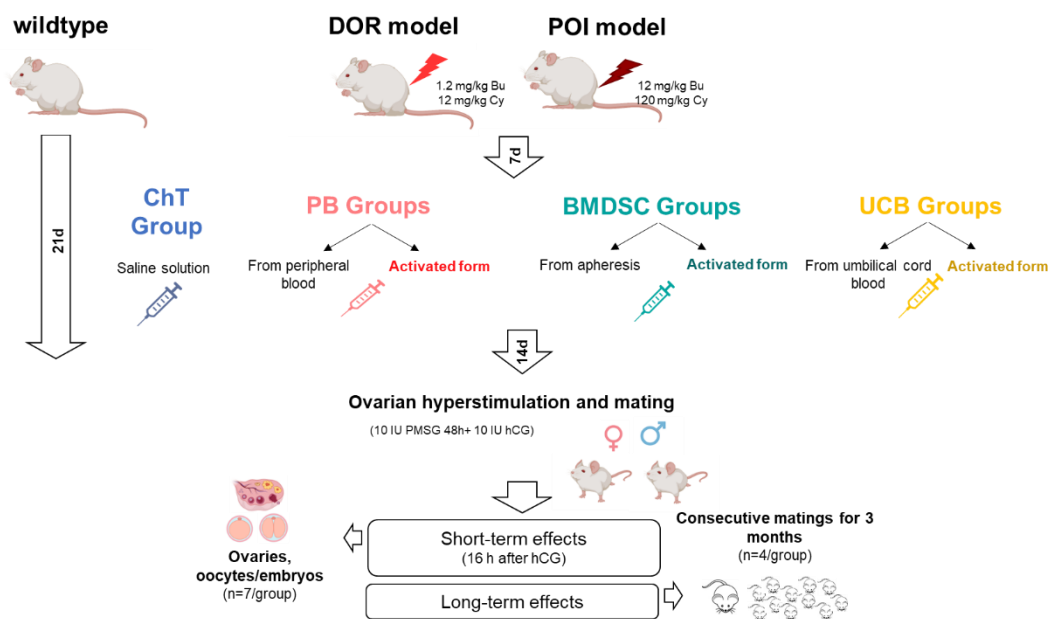 wildtype
DOR model
POI model
1.2 mg/kg Bu
12 mg/kg Cy
12 mg/kg Bu
120 mg/kg Cy
7d
21d
ChT
Group
Saline solution
PB Groups
From peripheral
blood
Activated form
BMDSC Groups
From apheresis
Activated form
UCB Groups
From umbilical cord
blood
Activated form
14d
Ovarian hyperstimulation and mating
(10 IU PMSG 48h+ 10 IU hCG)
Short-term effects
(16 h after hCG)
Ovaries,
oocytes/embryos
(n=7/group)
Consecutive matings for 3
months
(n=4/group)
Long-term effects